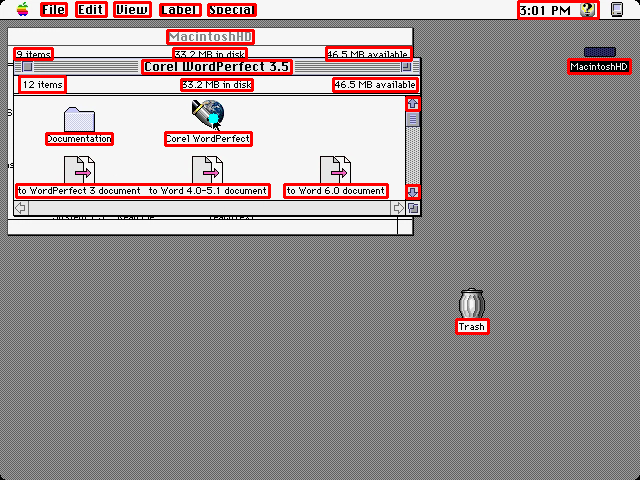 File Edit View Label Special 3:01 PM
MacintoshHD
9 items 33.2 MB in disk 46.5 MB available
MacintoshHD
Corel WordPerfect 3.5
12 items 33.2 MB in disk 46.5 MB available
Documentation Corel WordPerfect
to WordPerfect 3 document to Word 4.0-5.1 document to Word 6.0 document
Trash